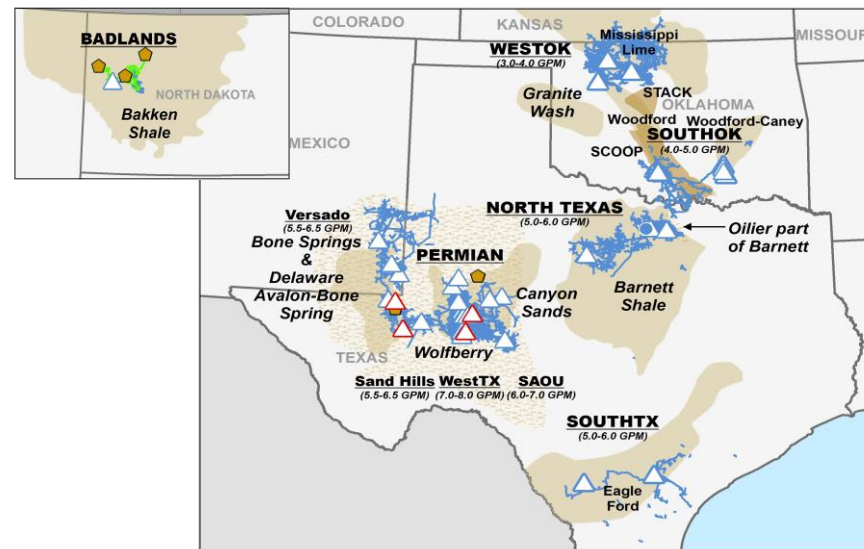 COLORADO
KANSAS
MISSOUR
BADLANDS
NORTH DAKOTA
Bakken
Shale
WESTOK
(3.0-4.0 GPM)
Mississippi
Lime
Granite
Wash
STACK
OKLAHOMA
Woodford
Woodford-Caney
SOUTHOK
(4.0-5.0 GPM)
SCOOP
MEXICO
Versado
(5.5-6.5 GPM)
Bone Springs
&
Delaware
Avalon-Bone
Spring
NORTH TEXAS
(5.0-6.0 GPM)
Oilier part
of Barnett
PERMIAN
Canyon
Sands
Barnett
Shale
TEXAS
Wolfberry
Sand Hills
(5.5-6.5 GPM)
WestTX
(7.0-8.0 GPM)
SAOU
(6.0-7.0 GPM)
SOUTHTX
(5.0-6.0 GPM)
Eagle
Ford